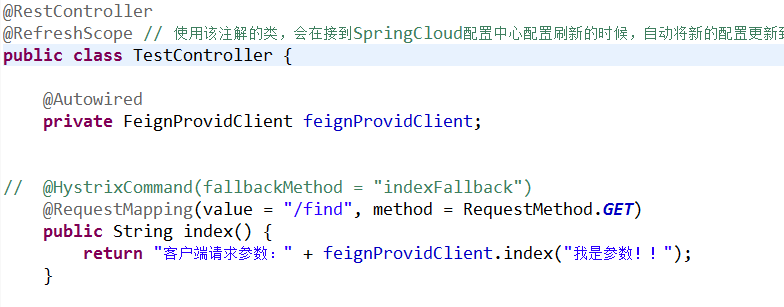 @RestController
@RefreshScope // 使用该注解的类，会在接到SpringCloud配置中心配置刷新的时候，自动将新的配置更新到
public class TestController {
@Autowired
private FeignProvidClient feignProvidClient;
// @HystrixCommand(fallbackMethod = "indexFallback")
@RequestMapping(value = "/find", method = RequestMethod.GET)
public String index() {
return "客户端请求参数：" + feignProvidClient.index("我是参数！！");
}